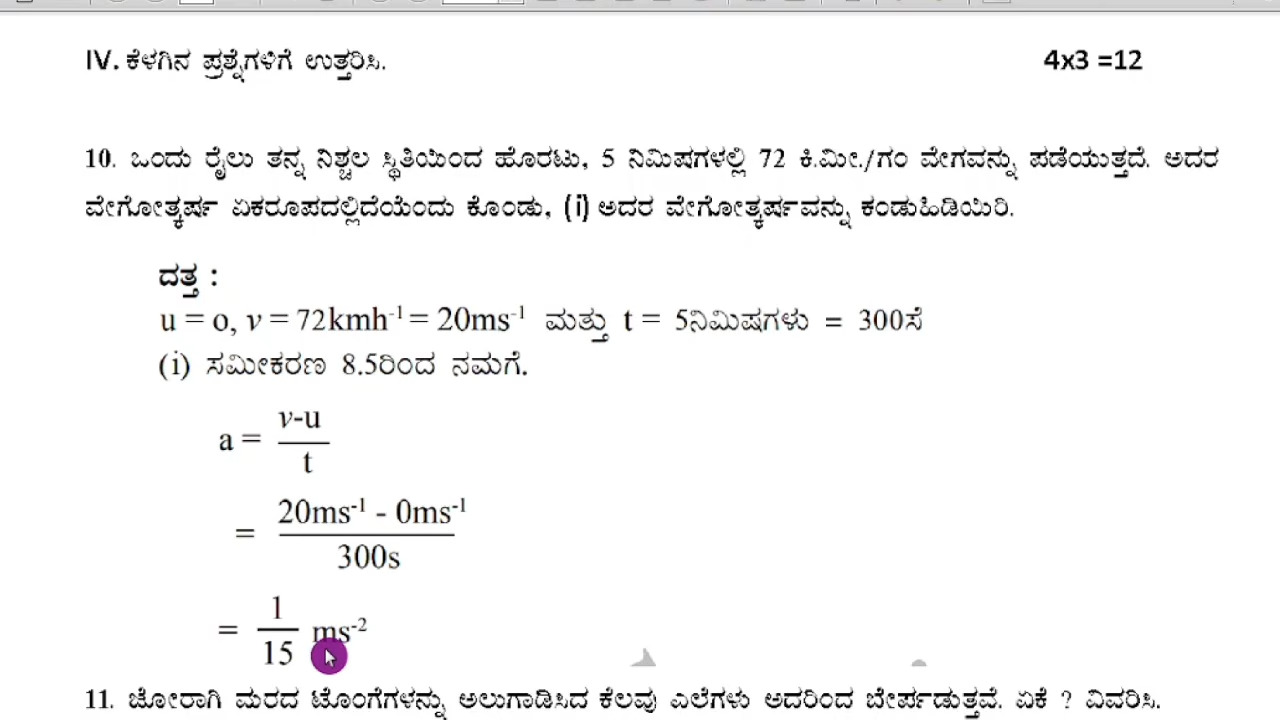 IV. ಕೆಳಗಿನ ಪ್ರಶ್ನೆಗಳಿಗೆ ಉತ್ತರಿಸಿ. 4x3 =12
10. ಒಂದು ರೈಲು ತನ್ನ ನಿಶ್ಚಲ ಸ್ಥಿತಿಯಿಂದ ಹೊರಟು, 5 ನಿಮಿಷಗಳಲ್ಲಿ 72 ಕಿ.ಮೀ./ಗಂ ವೇಗವನ್ನು ಪಡೆಯುತ್ತದೆ. ಅದರ
ವೇಗೋತ್ಕರ್ಷ ಏಕರೂಪದಲ್ಲಿದೆಯೆಂದು ಕೊಂಡು, (i) ಅದರ ವೇಗೋತ್ಕರ್ಷವನ್ನು ಕಂಡುಹಿಡಿಯಿರಿ.
ದತ್ತ :
u = o, v = 72kmh⁻¹ = 20ms⁻¹ ಮತ್ತು t = 5ನಿಮಿಷಗಳು = 300ಸೆ
(i) ಸಮೀಕರಣ 8.5ರಿಂದ ನಮಗೆ.
a = v-u
t
= 20ms⁻¹ - 0ms⁻¹
300s
= 1
15 ms⁻²
11. ಜೋರಾಗಿ ಮರದ ಟೊಂಗೆಗಳನ್ನು ಅಲುಗಾಡಿಸಿದ ಕೆಲವು ಎಲೆಗಳು ಅದರಿಂದ ಬೇರ್ಪಡುತ್ತವೆ. ಏಕೆ ? ವಿವರಿಸಿ.